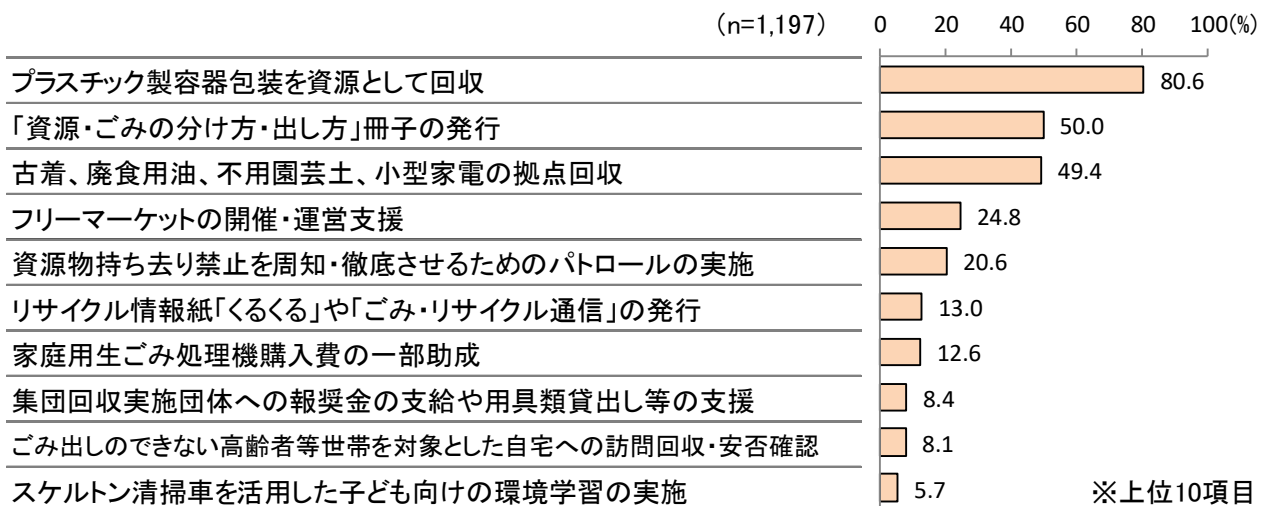 (n=1,197) 0 20 40 60 80 100(%)
プラスチック製容器包装を資源として回収 80.6
「資源・ごみの分け方・出し方」冊子の発行 50.0
古着、廃食用油、不用園芸土、小型家電の拠点回収 49.4
フリーマーケットの開催・運営支援 24.8
資源物持ち去り禁止を周知・徹底させるためのパトロールの実施 20.6
リサイクル情報紙「くるくる」や「ごみ・リサイクル通信」の発行 13.0
家庭用生ごみ処理機購入費の一部助成 12.6
集団回収実施団体への報奨金の支給や用具類貸出し等の支援 8.4
ごみ出しのできない高齢者等世帯を対象とした自宅への訪問回収・安否確認 8.1
スケルトン清掃車を活用した子ども向けの環境学習の実施 5.7 ※上位10項目